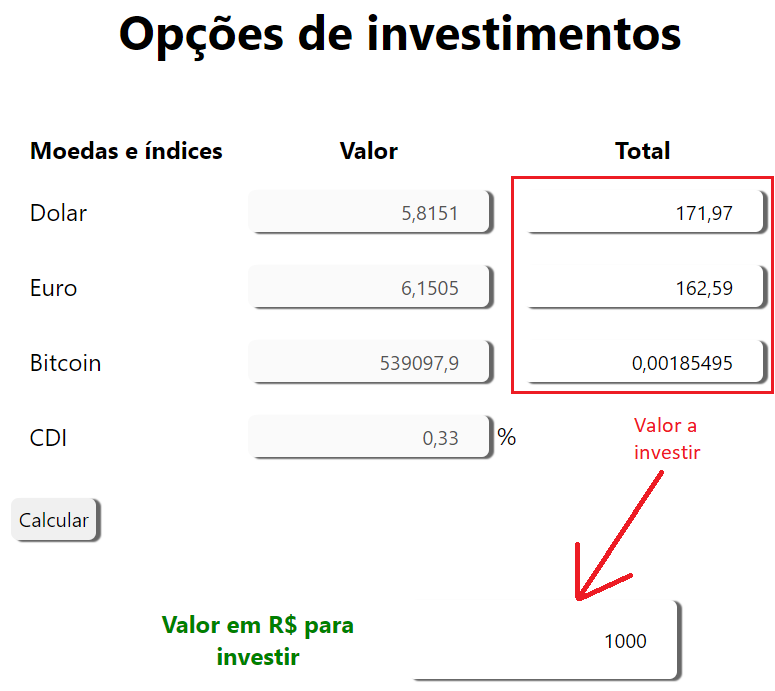 Opções de investimentos
Moedas e índices Valor Total
Dolar 5,8151 171,97
Euro 6,1505 162,59
Bitcoin 539097,9 0,00185495
CDI 0,33 %
Valor a
investir
Calcular
Valor em R$ para
investir
1000